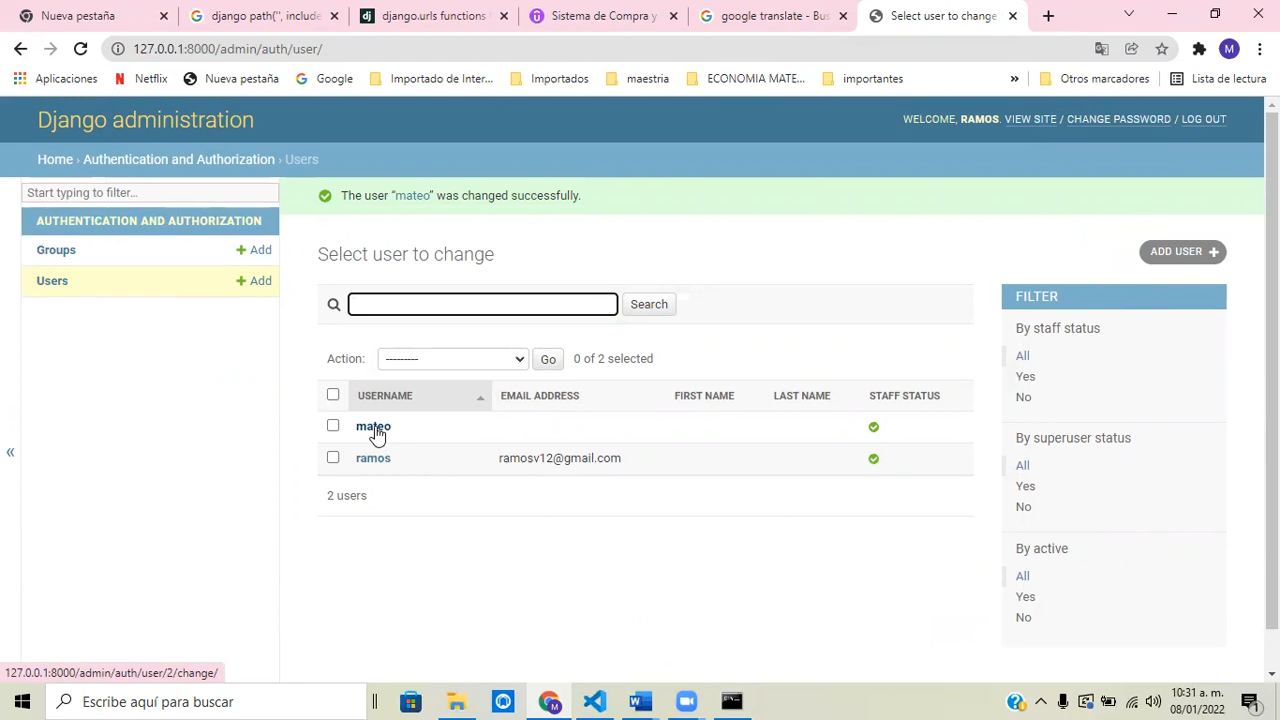 Nueva pestaña
django path('', include
django.urls functions f
Sistema de Compra y
google translate - Bus
Select user to change
127.0.0.1:8000/admin/auth/user/
M
Aplicaciones
Netflix
Nueva pestaña
Google
Importado de Inter...
Importados
maestria
ECONOMIA MATE...
importantes
»
Otros marcadores
Lista de lectura
Django administration
WELCOME, RAMOS. VIEW SITE / CHANGE PASSWORD / LOG OUT
Home › Authentication and Authorization › Users
Start typing to filter...
AUTHENTICATION AND AUTHORIZATION
Groups + Add
Users + Add
«
The user “mateo” was changed successfully.
Select user to change
ADD USER +
Search
Action: --------- Go 0 of 2 selected
USERNAME EMAIL ADDRESS FIRST NAME LAST NAME STAFF STATUS
mateo
ramos ramosv12@gmail.com
2 users
FILTER
By staff status
All
Yes
No
By superuser status
All
Yes
No
By active
All
Yes
No
127.0.0.1:8000/admin/auth/user/2/change/
Escribe aquí para buscar
10:31 a. m.
08/01/2022